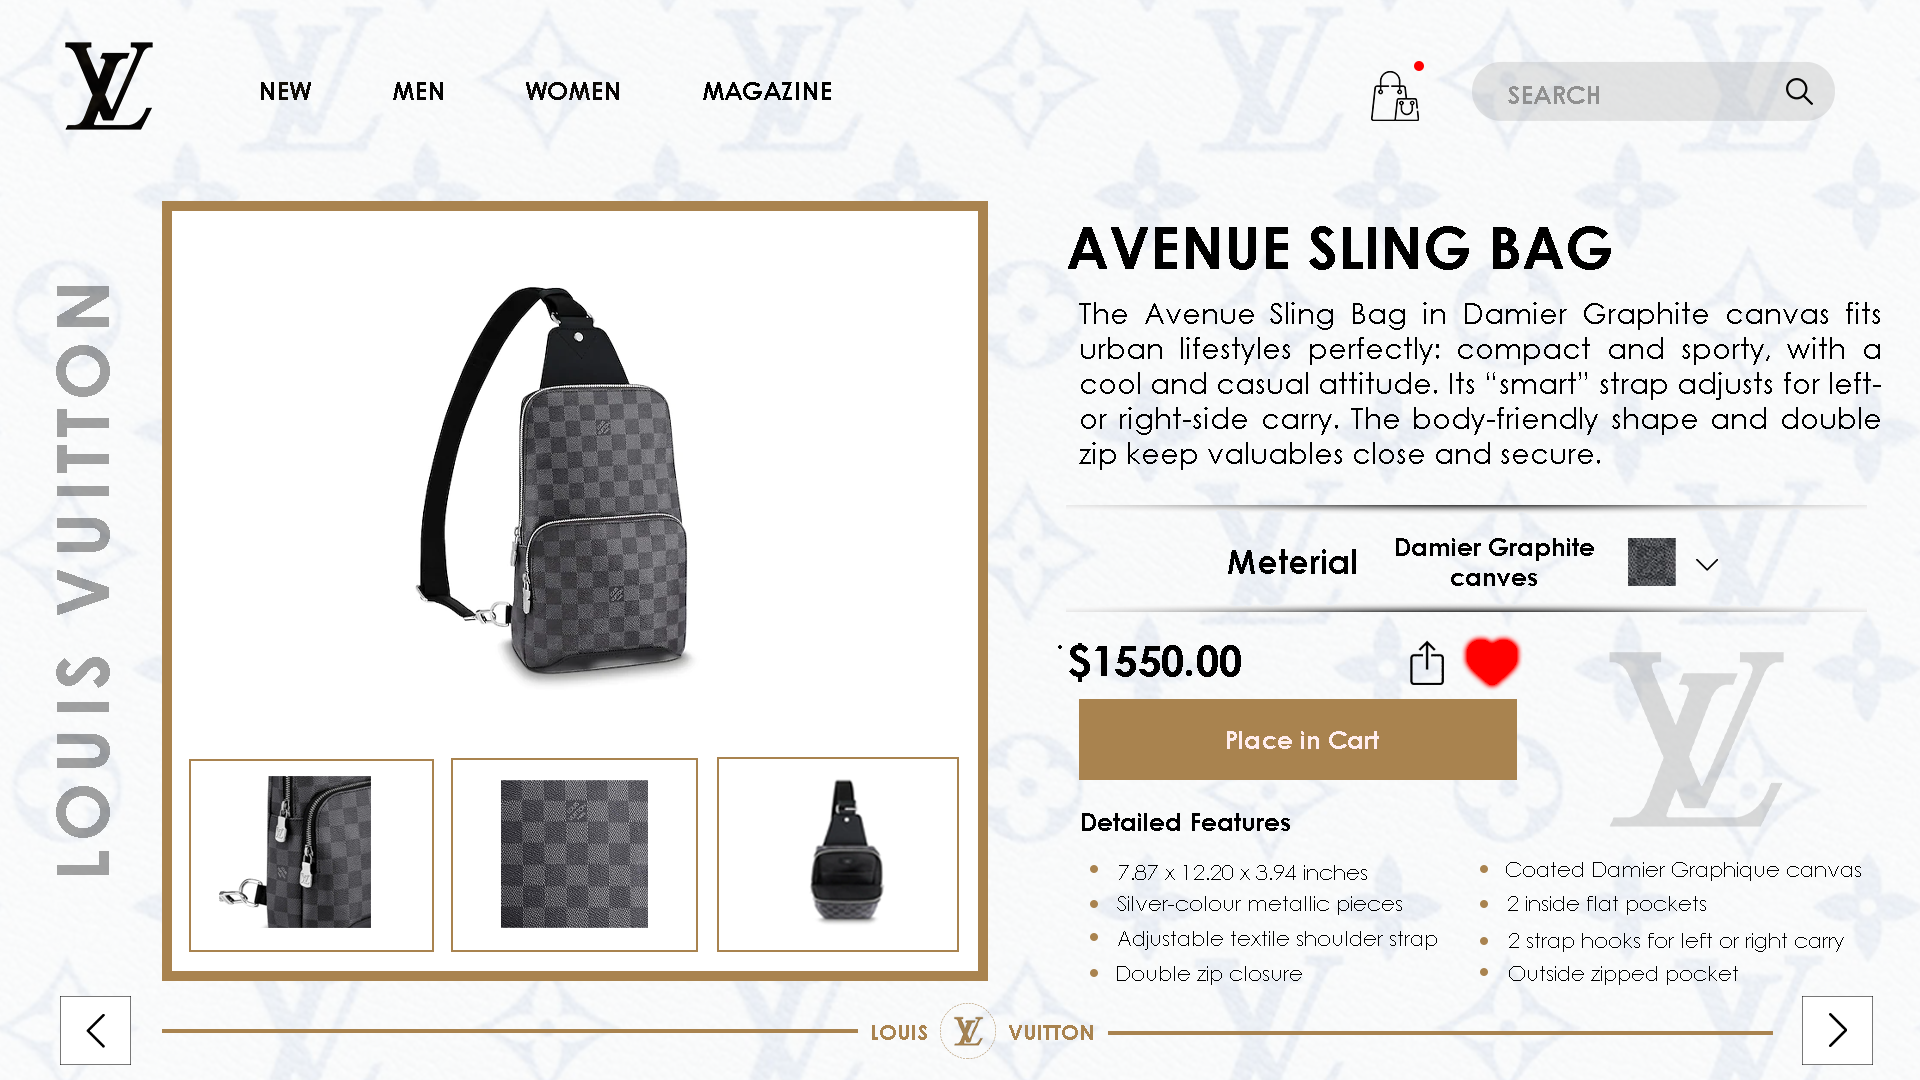 LV
NEW MEN WOMEN MAGAZINE
SEARCH
LOUIS VUITTON
AVENUE SLING BAG
The Avenue Sling Bag in Damier Graphite canvas fits
urban lifestyles perfectly: compact and sporty, with a
cool and casual attitude. Its “smart” strap adjusts for left-
or right-side carry. The body-friendly shape and double
zip keep valuables close and secure.
Meterial
Damier Graphite
canves
$1550.00
Place in Cart
LV
Detailed Features
• 7.87 x 12.20 x 3.94 inches
• Silver-colour metallic pieces
• Adjustable textile shoulder strap
• Double zip closure
• Coated Damier Graphique canvas
• 2 inside flat pockets
• 2 strap hooks for left or right carry
• Outside zipped pocket
LOUIS LV VUITTON